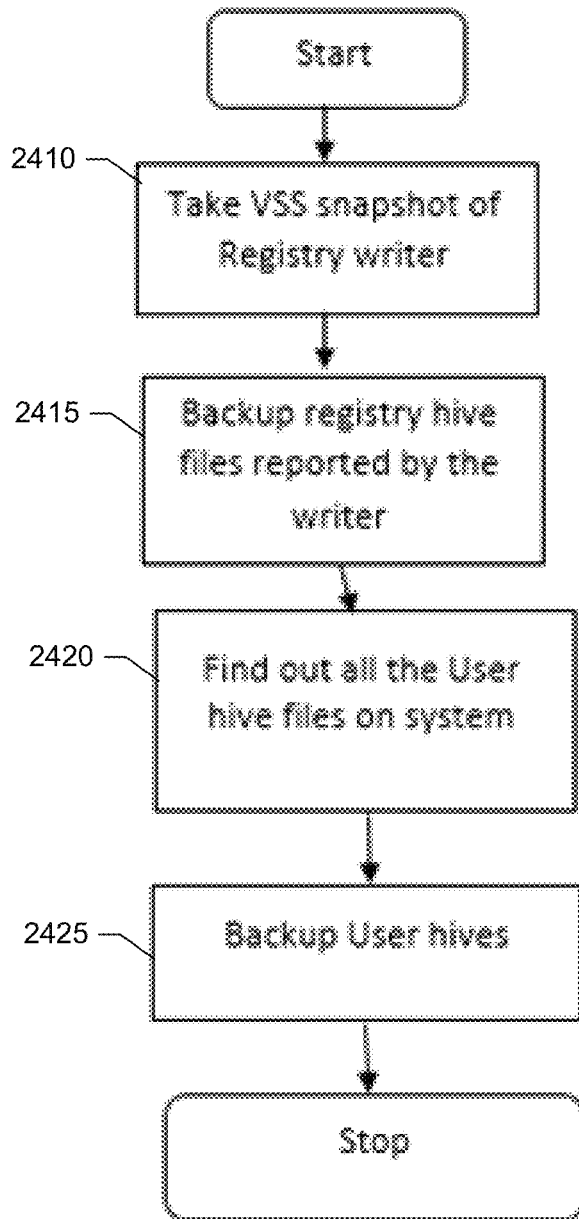 Start
2410
Take VSS snapshot of
Registry writer
2415
Backup registry hive
files reported by the
writer
2420
Find out all the User
hive files on system
2425
Backup User hives
Stop